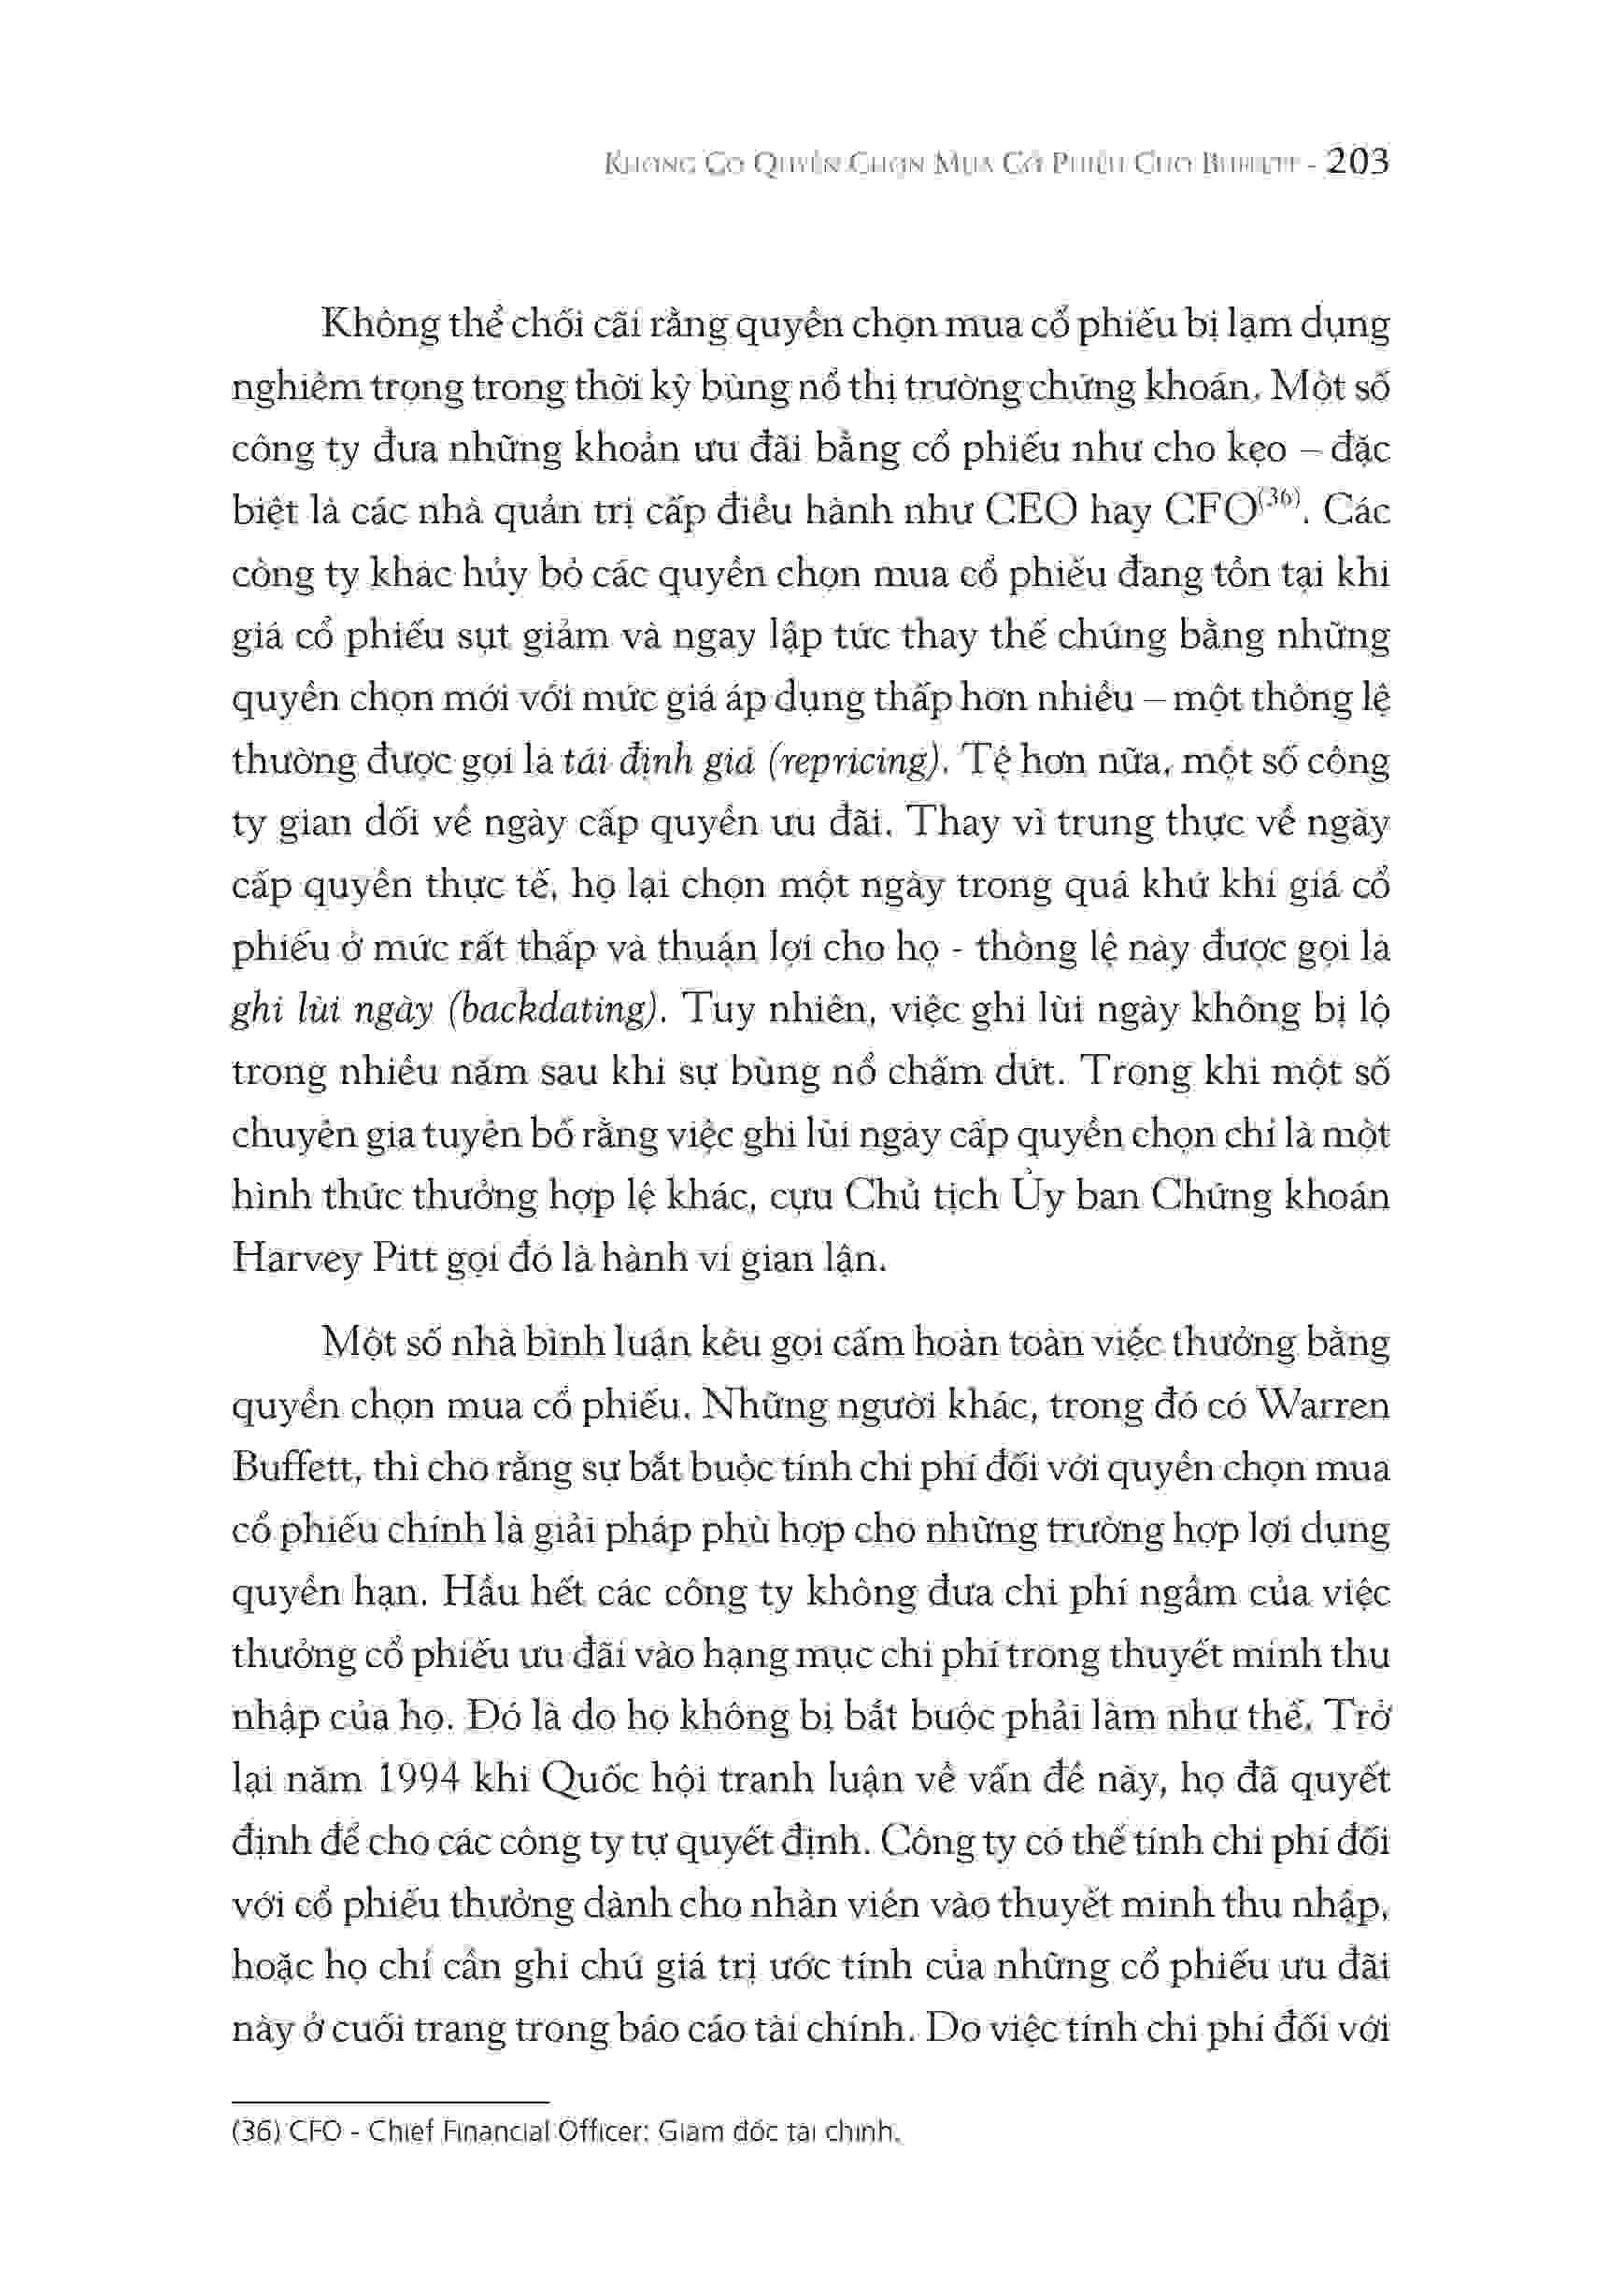 Không Có Quyền Chọn Mua Cổ Phiếu Cho Buffett - 203
Không thể chối cãi rằng quyền chọn mua cổ phiếu bị lạm dụng
nghiêm trọng trong thời kỳ bùng nổ thị trường chứng khoán. Một số
công ty đưa những khoản ưu đãi bằng cổ phiếu như cho kẹo – đặc
biệt là các nhà quản trị cấp điều hành như CEO hay CFO(36). Các
công ty khác hủy bỏ các quyền chọn mua cổ phiếu đang tồn tại khi
giá cổ phiếu sụt giảm và ngay lập tức thay thế chúng bằng những
quyền chọn mới với mức giá áp dụng thấp hơn nhiều – một thông lệ
thường được gọi là tái định giá (repricing). Tệ hơn nữa, một số công
ty gian dối về ngày cấp quyền ưu đãi. Thay vì trung thực về ngày
cấp quyền thực tế, họ lại chọn một ngày trong quá khứ khi giá cổ
phiếu ở mức rất thấp và thuận lợi cho họ - thông lệ này được gọi là
ghi lùi ngày (backdating). Tuy nhiên, việc ghi lùi ngày không bị lộ
trong nhiều năm sau khi sự bùng nổ chấm dứt. Trong khi một số
chuyên gia tuyên bố rằng việc ghi lùi ngày cấp quyền chọn chỉ là một
hình thức thưởng hợp lệ khác, cựu Chủ tịch Ủy ban Chứng khoán
Harvey Pitt gọi đó là hành vi gian lận.
Một số nhà bình luận kêu gọi cấm hoàn toàn việc thưởng bằng
quyền chọn mua cổ phiếu. Những người khác, trong đó có Warren
Buffett, thì cho rằng sự bắt buộc tính chi phí đối với quyền chọn mua
cổ phiếu chính là giải pháp phù hợp cho những trường hợp lợi dụng
quyền hạn. Hầu hết các công ty không đưa chi phí ngầm của việc
thưởng cổ phiếu ưu đãi vào hạng mục chi phí trong thuyết minh thu
nhập của họ. Đó là do họ không bị bắt buộc phải làm như thế. Trở
lại năm 1994 khi Quốc hội tranh luận về vấn đề này, họ đã quyết
định để cho các công ty tự quyết định. Công ty có thể tính chi phí đối
với cổ phiếu thưởng dành cho nhân viên vào thuyết minh thu nhập,
hoặc họ chỉ cần ghi chú giá trị ước tính của những cổ phiếu ưu đãi
này ở cuối trang trong báo cáo tài chính. Do việc tính chi phí đối với
(36) CFO - Chief Financial Officer: Giám đốc tài chính.